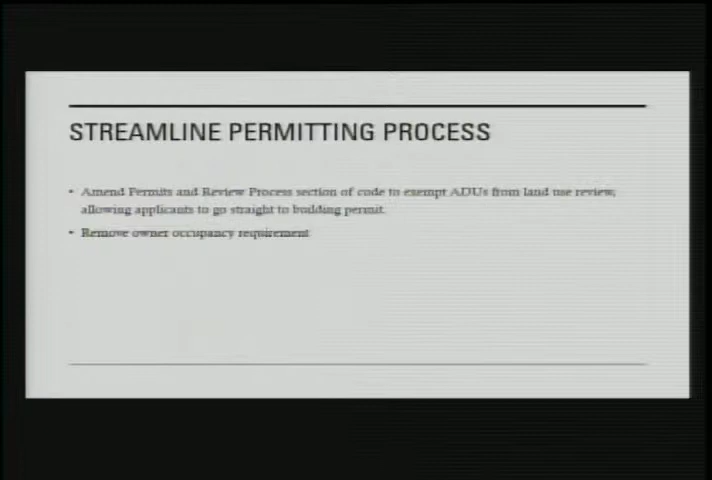 STREAMLINE PERMITTING PROCESS
• Amend Permits and Review Process section of code to exempt ADUs from land use review,
allowing applicants to go straight to building permit.
• Remove owner occupancy requirement